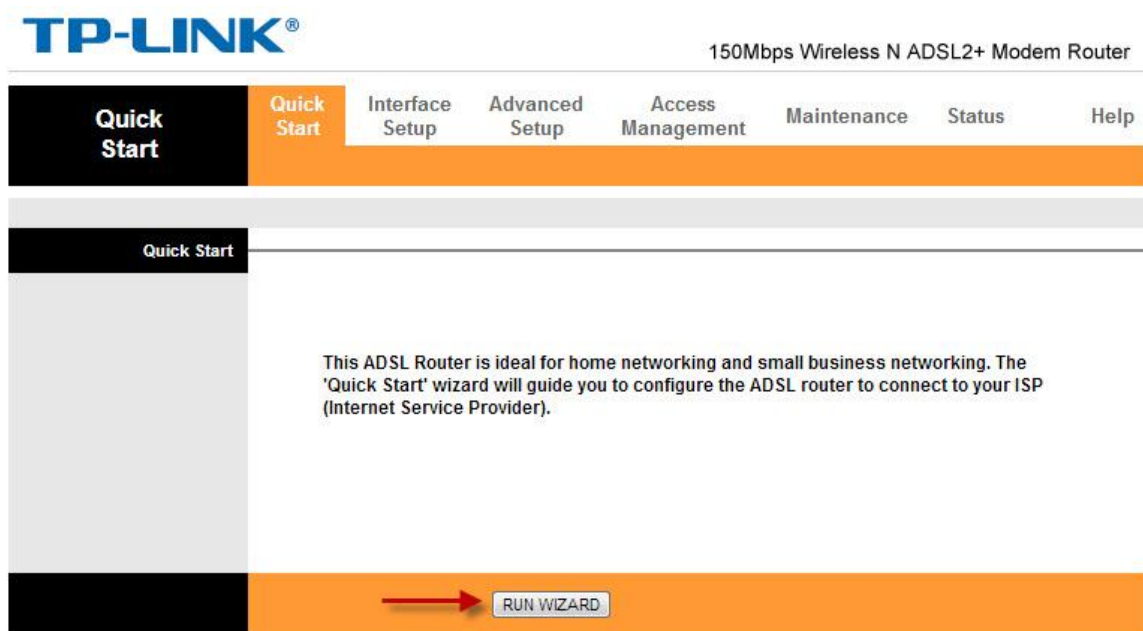 TP-LINK®
150Mbps Wireless N ADSL2+ Modem Router
Quick
Start
Quick
Start
Interface
Setup
Advanced
Setup
Access
Management
Maintenance
Status
Help
Quick Start
This ADSL Router is ideal for home networking and small business networking. The
'Quick Start' wizard will guide you to configure the ADSL router to connect to your ISP
(Internet Service Provider).
RUN WIZARD